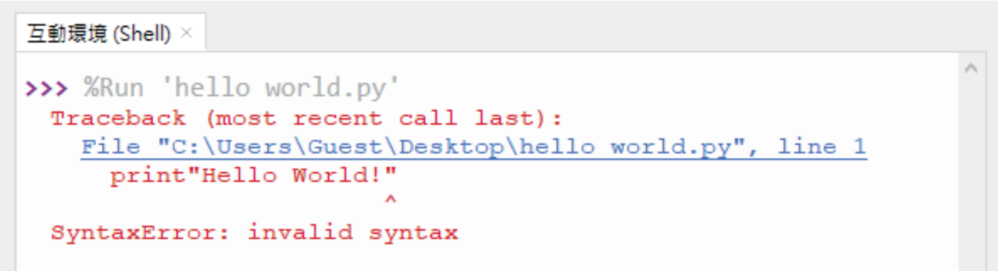 互動環境 (Shell) ×
>>> %Run 'hello world.py'
Traceback (most recent call last):
File "C:\Users\Guest\Desktop\hello world.py", line 1
print"Hello World!"
^
SyntaxError: invalid syntax